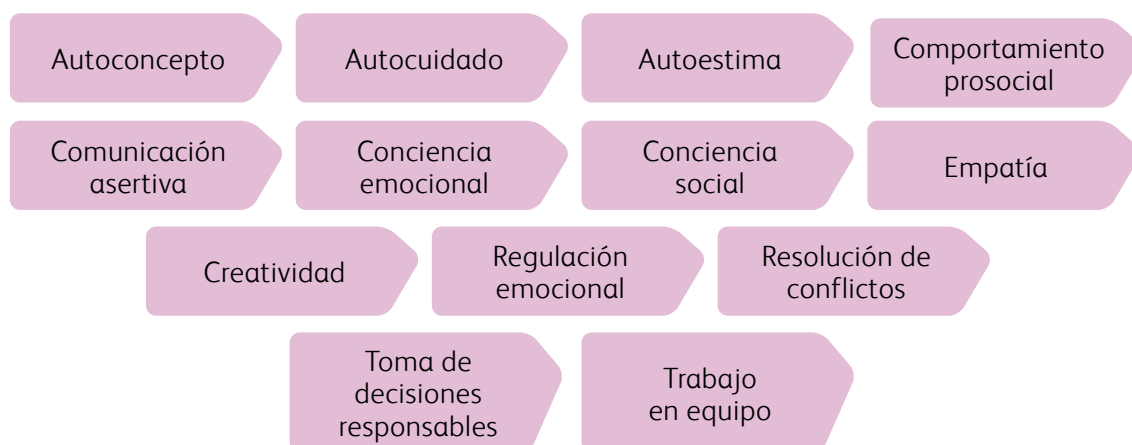 Autoconcepto
Autocuidado
Autoestima
Comportamiento
prosocial
Comunicación
asertiva
Conciencia
emocional
Conciencia
social
Empatía
Creatividad
Regulación
emocional
Resolución de
conflictos
Toma de
decisiones
responsables
Trabajo
en equipo